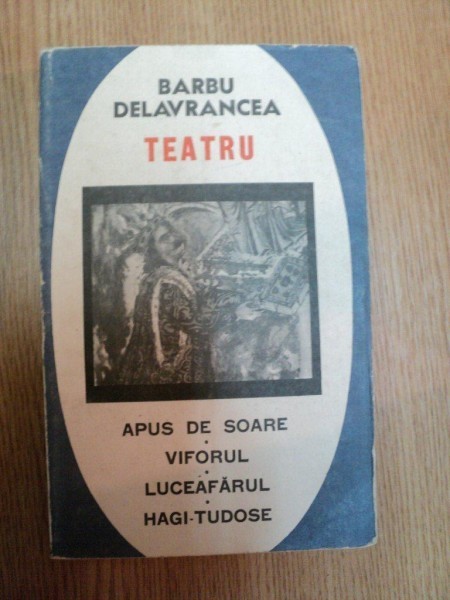 BARBU
DELAVRANCEA
TEATRU
APUS DE SOARE
·
VIFORUL
·
LUCEAFĂRUL
·
HAGI-TUDOSE